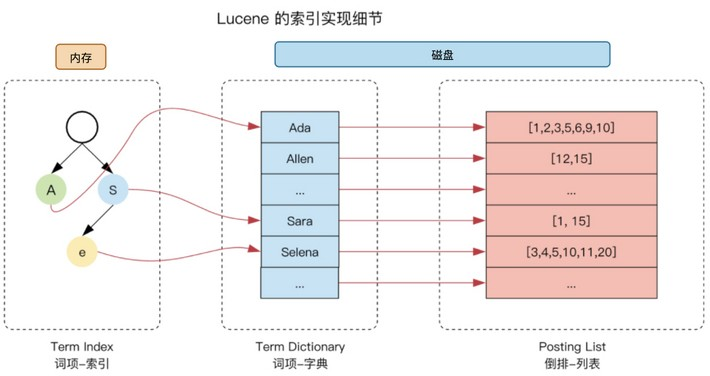 Lucene 的索引实现细节
内存
磁盘
A
S
e
Ada
Allen
...
Sara
Selena
...
[1,2,3,5,6,9,10]
[12,15]
...
[1, 15]
[3,4,5,10,11,20]
...
Term Index
词项-索引
Term Dictionary
词项-字典
Posting List
倒排-列表